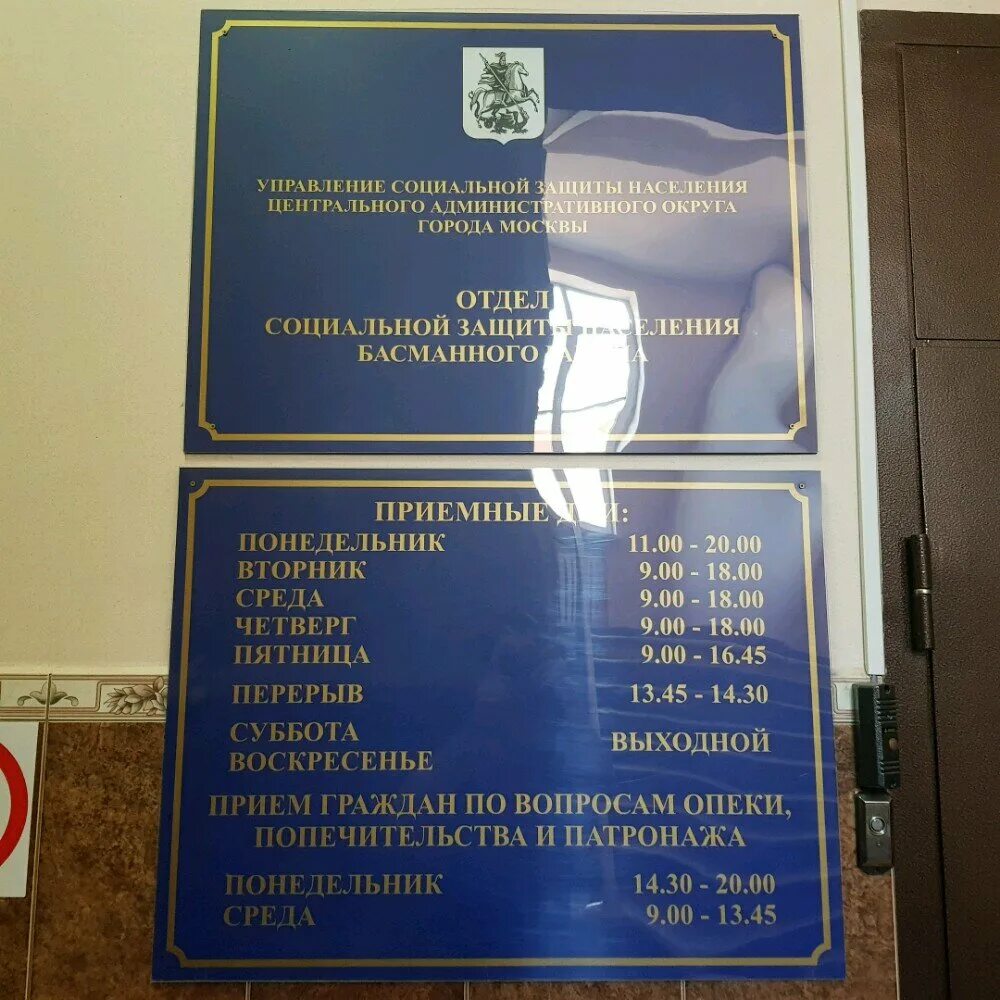 УПРАВЛЕНИЕ СОЦИАЛЬНОЙ ЗАЩИТЫ НАСЕЛЕНИЯ
ЦЕНТРАЛЬНОГО АДМИНИСТРАТИВНОГО ОКРУГА
ГОРОДА МОСКВЫ
ОТДЕЛ
СОЦИАЛЬНОЙ ЗАЩИТЫ НАСЕЛЕНИЯ
БАСМАННОГО РАЙОНА
ПРИЕМНЫЕ ДНИ:
ПОНЕДЕЛЬНИК 11.00 - 20.00
ВТОРНИК 9.00 - 18.00
СРЕДА 9.00 - 18.00
ЧЕТВЕРГ 9.00 - 18.00
ПЯТНИЦА 9.00 - 16.45
ПЕРЕРЫВ 13.45 - 14.30
СУББОТА
ВОСКРЕСЕНЬЕ ВЫХОДНОЙ
ПРИЕМ ГРАЖДАН ПО ВОПРОСАМ ОПЕКИ,
ПОПЕЧИТЕЛЬСТВА И ПАТРОНАЖА
ПОНЕДЕЛЬНИК 14.30 - 20.00
СРЕДА 9.00 - 13.45